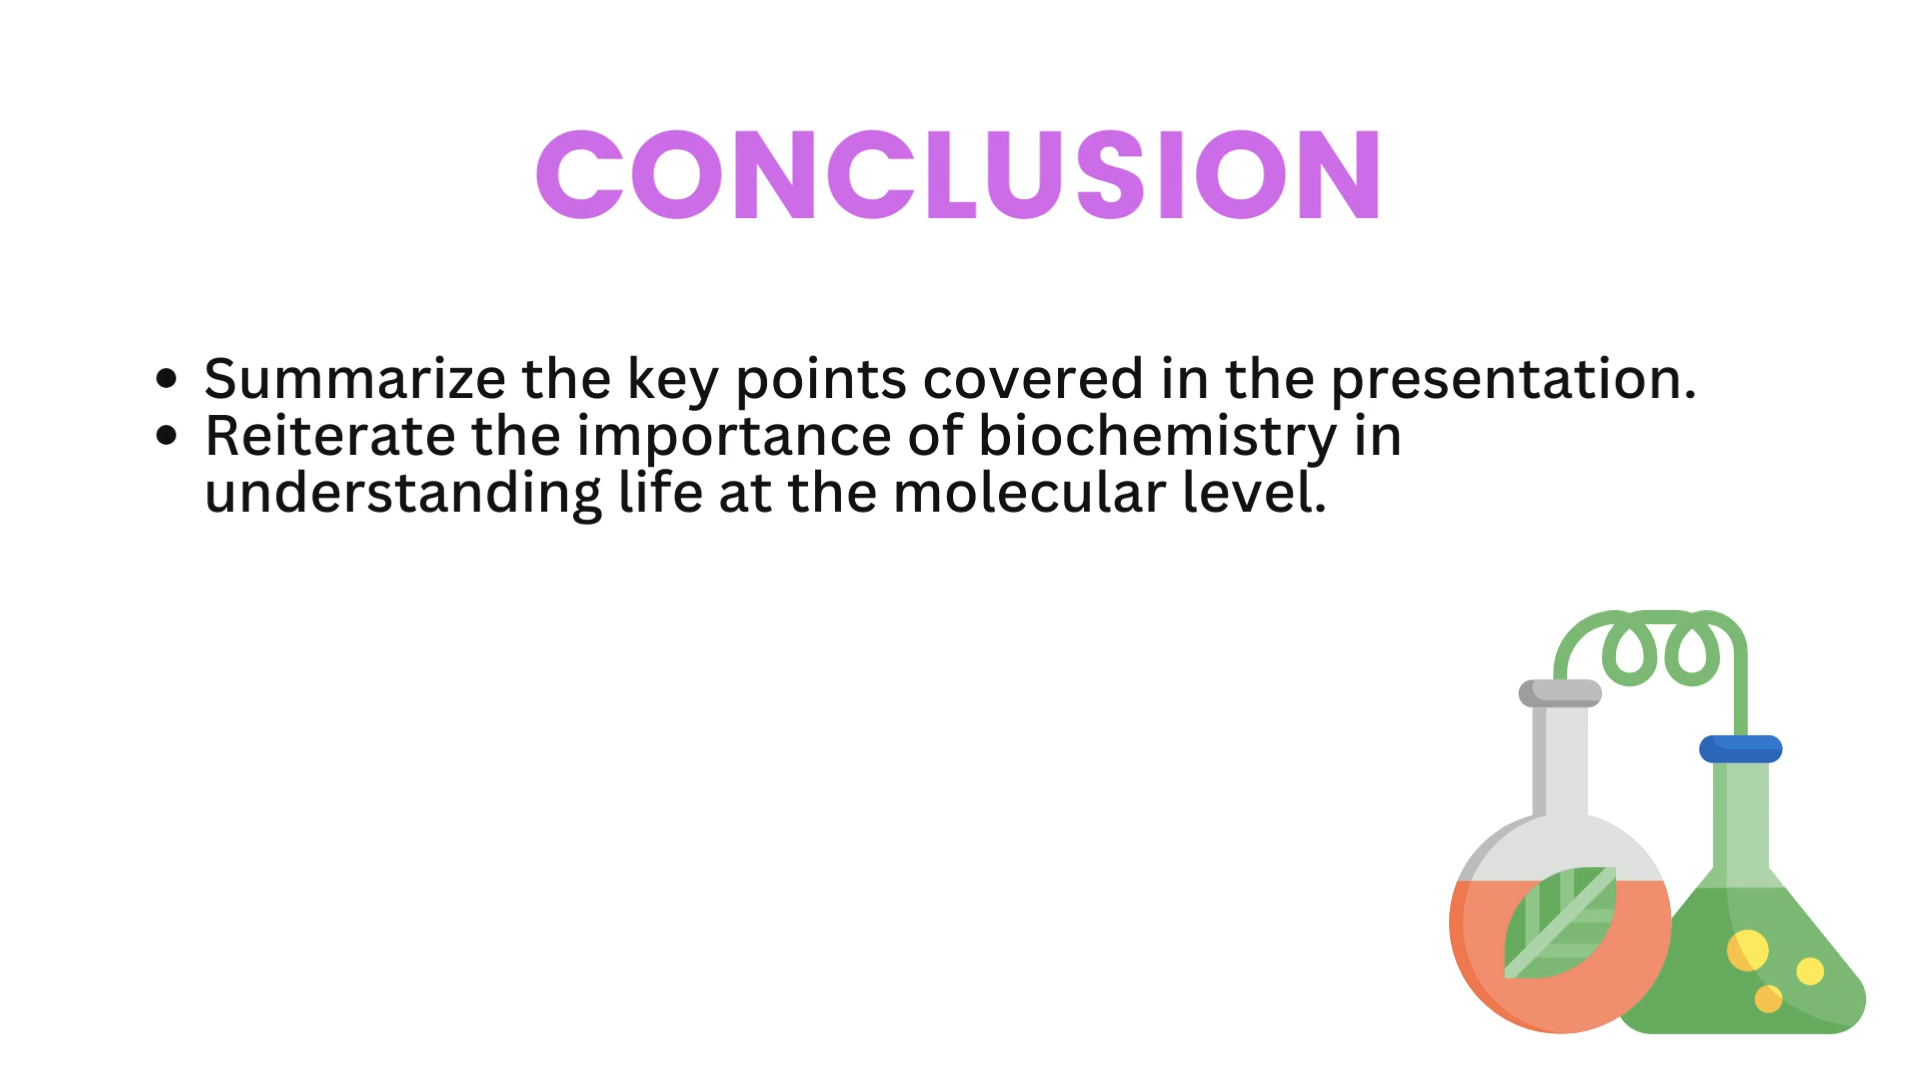 CONCLUSION
• Summarize the key points covered in the presentation.
• Reiterate the importance of biochemistry in
understanding life at the molecular level.